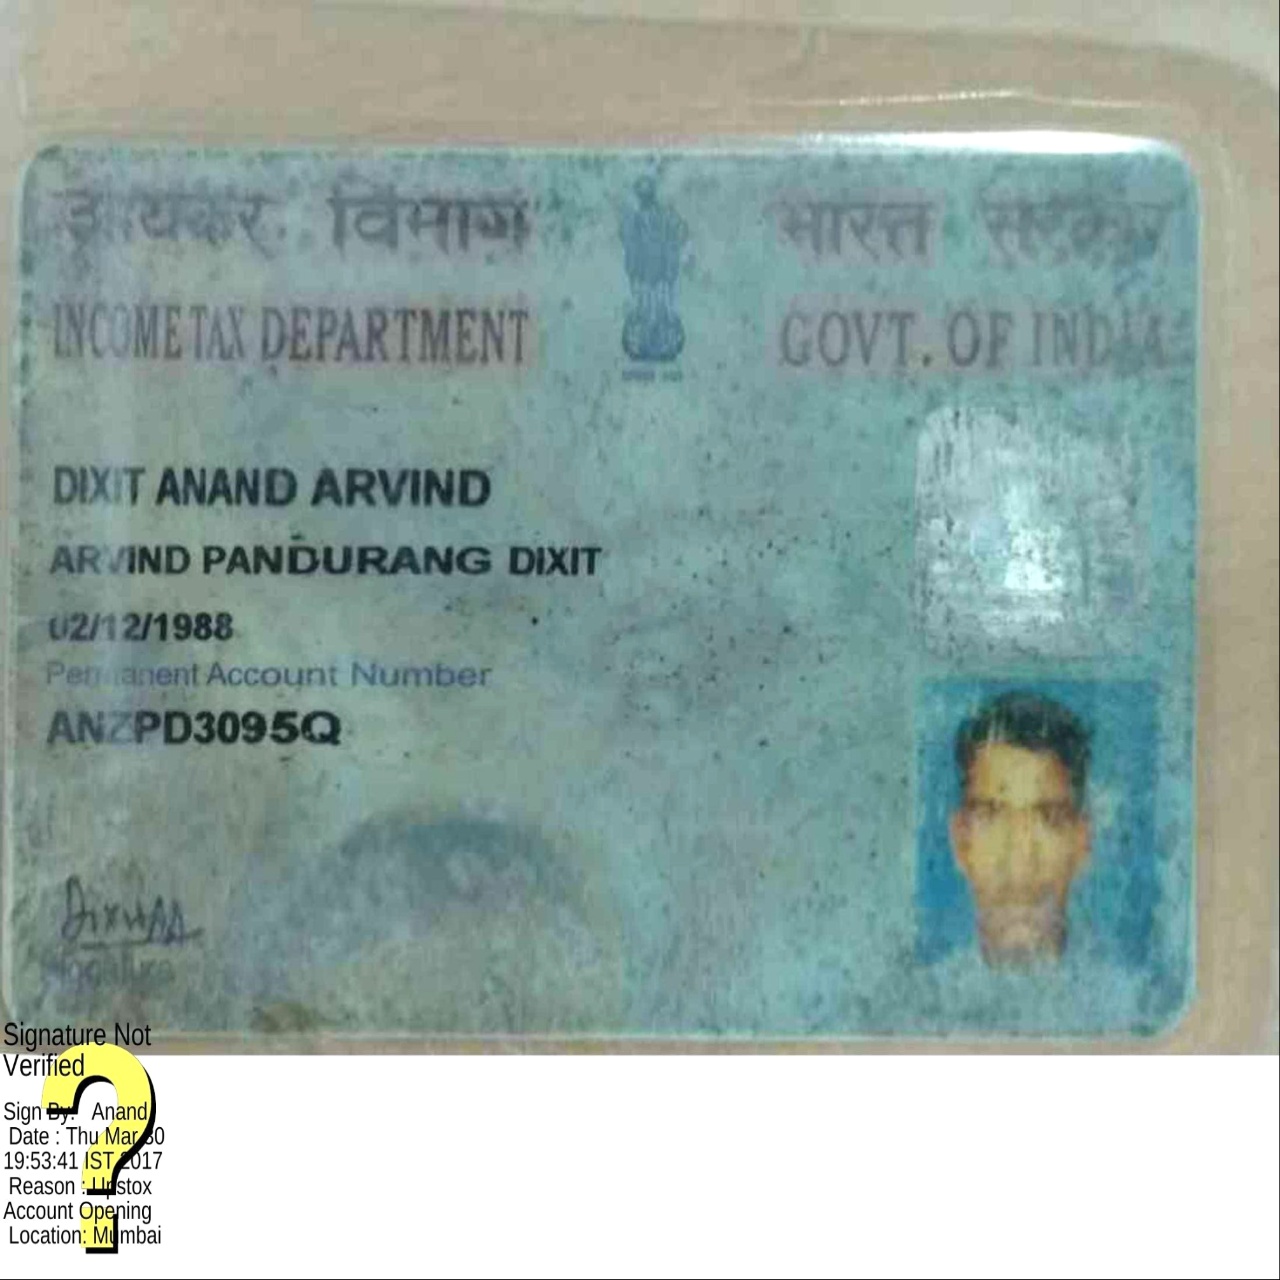 आयकर विभाग
भारत सरकार
INCOME TAX DEPARTMENT
GOVT. OF INDIA
DIXIT ANAND ARVIND
ARVIND PANDURANG DIXIT
02/12/1988
Permanent Account Number
ANZPD3095Q
Signature
Signature Not
Verified
Sign By: Anand
Date : Thu Mar 30
19:53:41 IST 2017
Reason : Upstox
Account Opening
Location: Mumbai